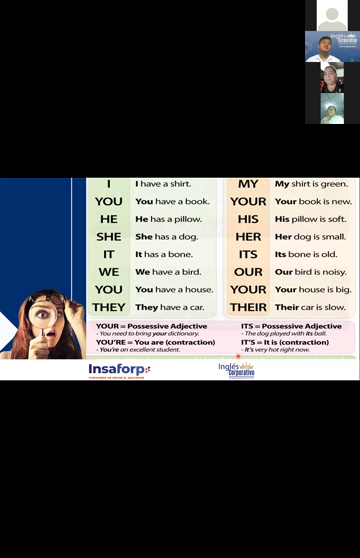 Inglés
Corporativo
I I have a shirt. MY My shirt is green.
YOU You have a book. YOUR Your book is new.
HE He has a pillow. HIS His pillow is soft.
SHE She has a dog. HER Her dog is small.
IT It has a bone. ITS Its bone is old.
WE We have a bird. OUR Our bird is noisy.
YOU You have a house. YOUR Your house is big.
THEY They have a car. THEIR Their car is slow.
YOUR = Possessive Adjective
- You need to bring your dictionary.
YOU'RE = You are (contraction)
- You're an excellent student.
ITS = Possessive Adjective
- The dog played with its ball.
IT'S = It is (contraction)
- It's very hot right now.
Insaforp
Inglés
Corporativo